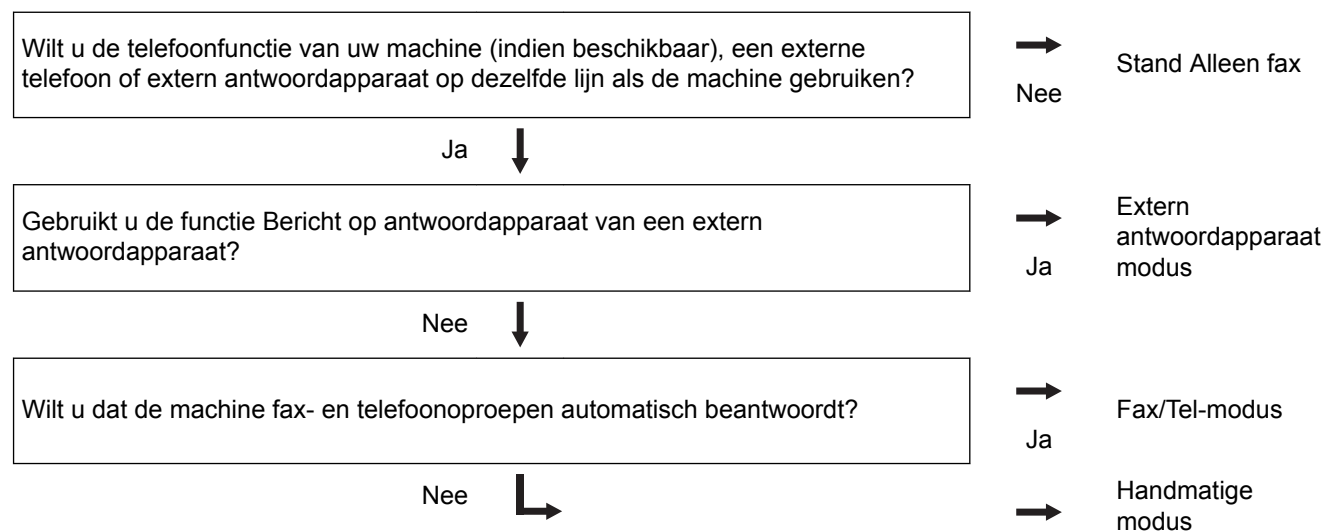 Wilt u de telefoonfunctie van uw machine (indien beschikbaar), een externe
telefoon of extern antwoordapparaat op dezelfde lijn als de machine gebruiken?
Nee
Stand Alleen fax
Ja
Gebruikt u de functie Bericht op antwoordapparaat van een extern
antwoordapparaat?
Ja
Extern
antwoordapparaat
modus
Nee
Wilt u dat de machine fax- en telefoonoproepen automatisch beantwoordt?
Ja
Fax/Tel-modus
Nee
Handmatige
modus